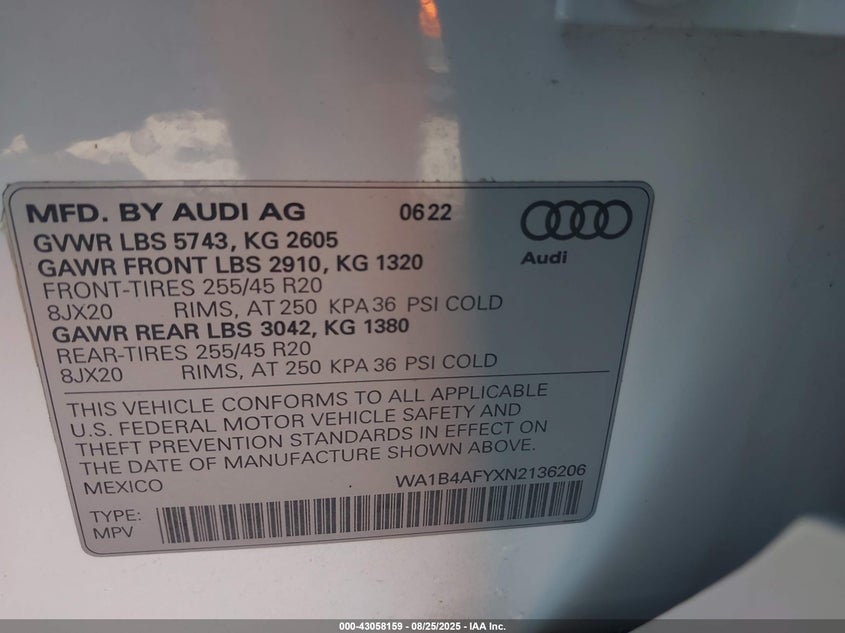 MFD. BY AUDI AG 0622
GVWR LBS 5743, KG 2605
GAWR FRONT LBS 2910, KG 1320
FRONT-TIRES 255/45 R20
8JX20 RIMS, AT 250 KPA 36 PSI COLD
GAWR REAR LBS 3042, KG 1380
REAR-TIRES 255/45 R20
8JX20 RIMS, AT 250 KPA 36 PSI COLD
Audi
THIS VEHICLE CONFORMS TO ALL APPLICABLE
U.S. FEDERAL MOTOR VEHICLE SAFETY AND
THEFT PREVENTION STANDARDS IN EFFECT ON
THE DATE OF MANUFACTURE SHOWN ABOVE.
MEXICO WA1B4AFYXN2136206
TYPE:
MPV
000-43058159 - 08/25/2025 - IAA Inc.